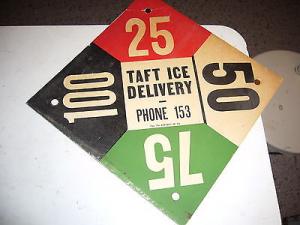 25
100
TAFT ICE
DELIVERY
—
PHONE 153
50
75